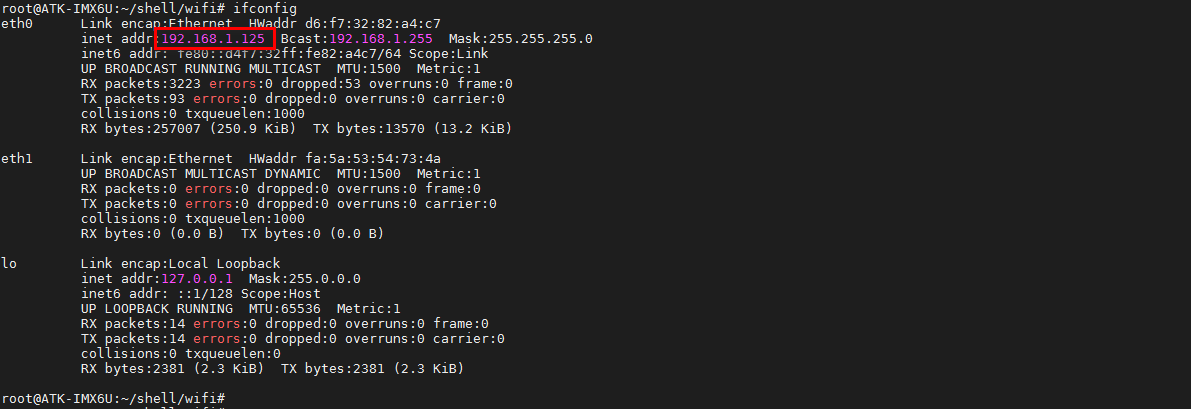 root@ATK-IMX6U:~/shell/wifi# ifconfig
eth0      Link encap:Ethernet  HWaddr d6:f7:32:82:a4:c7
          inet addr:192.168.1.125  Bcast:192.168.1.255  Mask:255.255.255.0
          inet6 addr: fe80::d4f7:32ff:fe82:a4c7/64 Scope:Link
          UP BROADCAST RUNNING MULTICAST  MTU:1500  Metric:1
          RX packets:3223 errors:0 dropped:53 overruns:0 frame:0
          TX packets:93 errors:0 dropped:0 overruns:0 carrier:0
          collisions:0 txqueuelen:1000
          RX bytes:257007 (250.9 KiB)  TX bytes:13570 (13.2 KiB)
eth1      Link encap:Ethernet  HWaddr fa:5a:53:54:73:4a
          UP BROADCAST MULTICAST DYNAMIC  MTU:1500  Metric:1
          RX packets:0 errors:0 dropped:0 overruns:0 frame:0
          TX packets:0 errors:0 dropped:0 overruns:0 carrier:0
          collisions:0 txqueuelen:1000
          RX bytes:0 (0.0 B)  TX bytes:0 (0.0 B)
lo        Link encap:Local Loopback
          inet addr:127.0.0.1  Mask:255.0.0.0
          inet6 addr: ::1/128 Scope:Host
          UP LOOPBACK RUNNING  MTU:65536  Metric:1
          RX packets:14 errors:0 dropped:0 overruns:0 frame:0
          TX packets:14 errors:0 dropped:0 overruns:0 carrier:0
          collisions:0 txqueuelen:0
          RX bytes:2381 (2.3 KiB)  TX bytes:2381 (2.3 KiB)
root@ATK-IMX6U:~/shell/wifi#